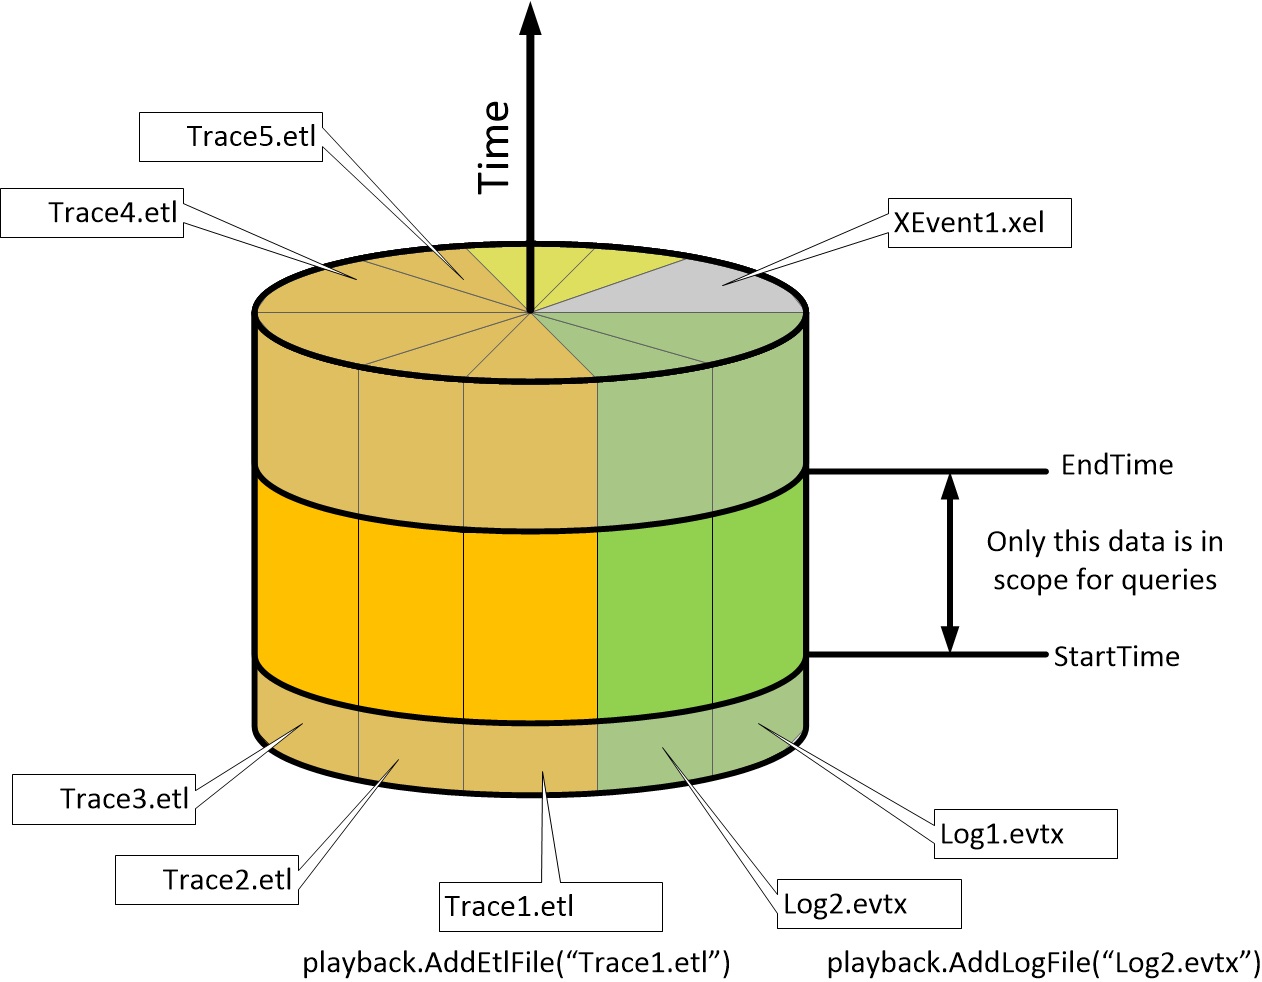 Time
Trace5.etl
Trace4.etl
XEvent1.xel
EndTime
Only this data is in
scope for queries
StartTime
Trace3.etl
Log1.evtx
Trace2.etl
Trace1.etl
Log2.evtx
playback.AddEtlFile(“Trace1.etl”)
playback.AddLogFile(“Log2.evtx”)